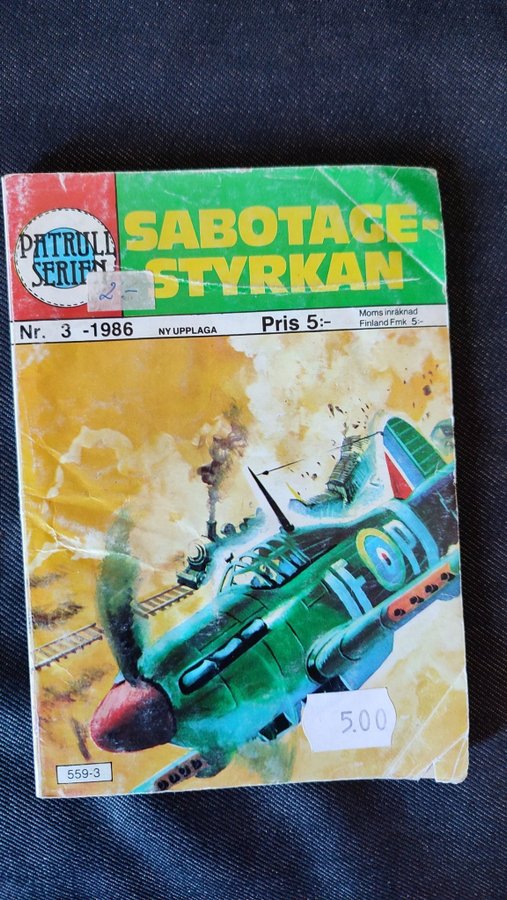 PATRULL
SERIEN
SABOTAGE-
STYRKAN
2-
Nr. 3 -1986 NY UPPLAGA Pris 5:- Moms inräknad
Finland Fmk 5:-
IF P
5.00
559-3